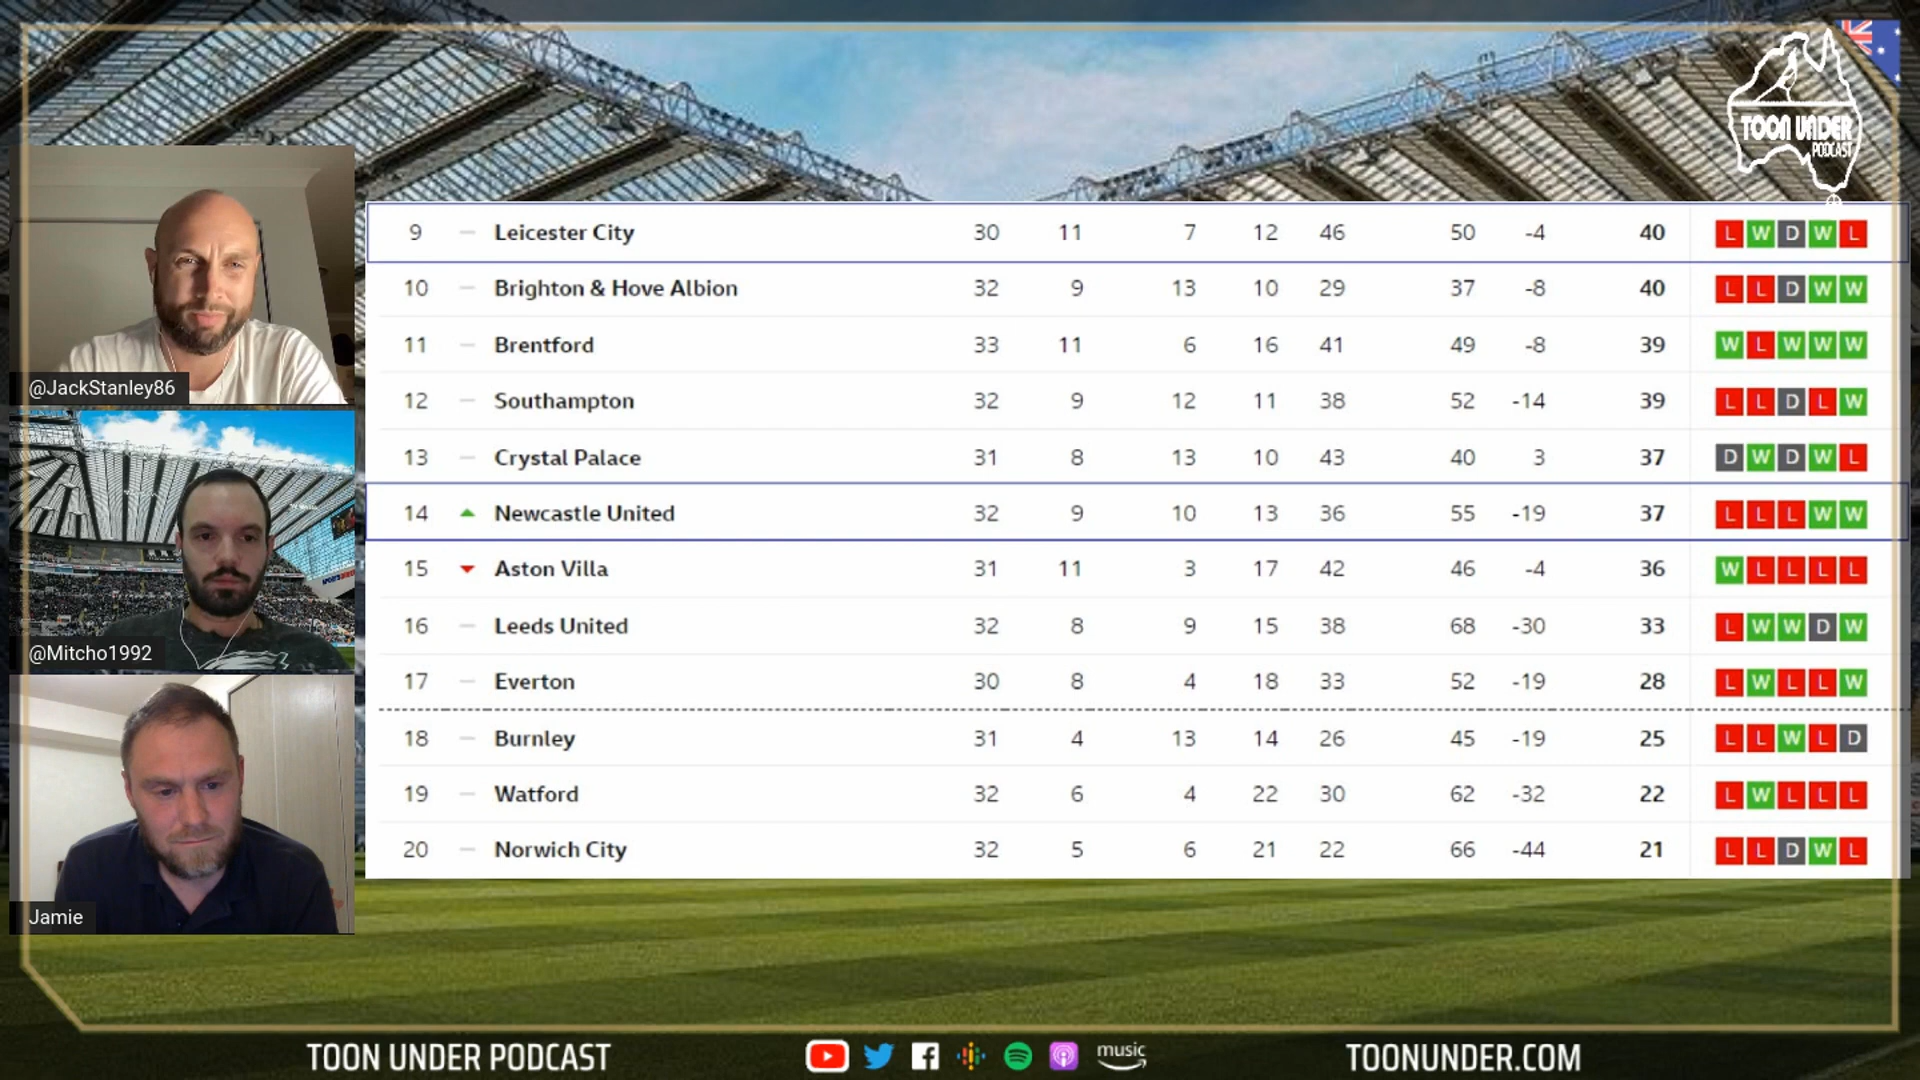 TOON UNDER
PODCAST
9 Leicester City 30 11 7 12 46 50 -4 40 L W D W L
10 Brighton & Hove Albion 32 9 13 10 29 37 -8 40 L L D W W
11 Brentford 33 11 6 16 41 49 -8 39 W L W W W
12 Southampton 32 9 12 11 38 52 -14 39 L L D L W
13 Crystal Palace 31 8 13 10 43 40 3 37 D W D W L
14 Newcastle United 32 9 10 13 36 55 -19 37 L L L W W
15 Aston Villa 31 11 3 17 42 46 -4 36 W L L L L
16 Leeds United 32 8 9 15 38 68 -30 33 L W W D W
17 Everton 30 8 4 18 33 52 -19 28 L W L L W
18 Burnley 31 4 13 14 26 45 -19 25 L L W L D
19 Watford 32 6 4 22 30 62 -32 22 L W L L L
20 Norwich City 32 5 6 21 22 66 -44 21 L L D W L
@JackStanley86
@Mitcho1992
Jamie
TOON UNDER PODCAST
music
TOONUNDER.COM